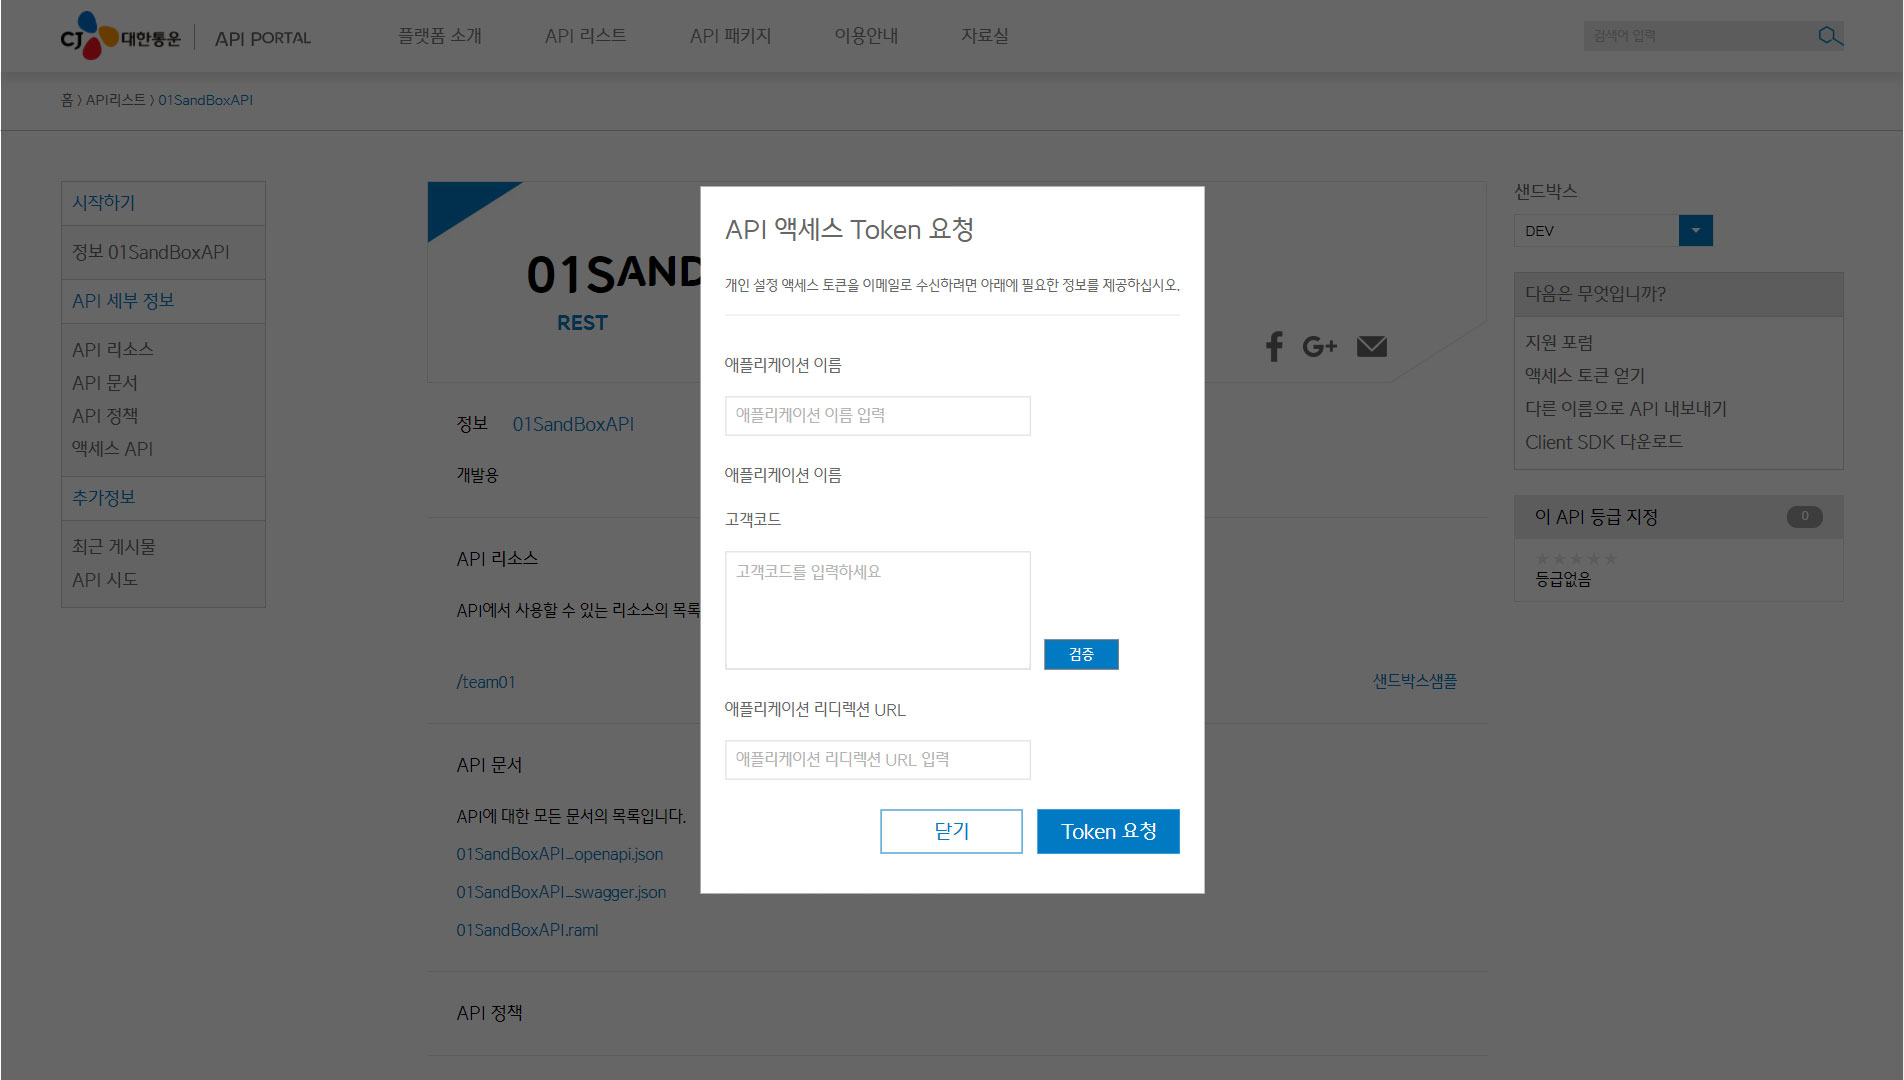 CJ 대한통운 API PORTAL
플랫폼 소개
API 리스트
API 패키지
이용안내
자료실
검색어 입력
홈 > API리스트 > 01SandBoxAPI
시작하기
정보 01SandBoxAPI
API 세부 정보
API 리소스
API 문서
API 정책
액세스 API
추가정보
최근 게시물
API 시도
01SAND
REST
정보 01SandBoxAPI
개발용
API 리소스
API에서 사용할 수 있는 리소스의 목록
/team01
샌드박스샘플
API 문서
API에 대한 모든 문서의 목록입니다.
01SandBoxAPI_openapi.json
01SandBoxAPI_swagger.json
01SandBoxAPI.raml
API 정책
API 액세스 Token 요청
개인 설정 액세스 토큰을 이메일로 수신하려면 아래에 필요한 정보를 제공하십시오.
애플리케이션 이름
애플리케이션 이름 입력
애플리케이션 이름
고객코드
고객코드를 입력하세요
검증
애플리케이션 리디렉션 URL
애플리케이션 리디렉션 URL 입력
닫기
Token 요청
G+
샌드박스
DEV
다음은 무엇입니까?
지원 포럼
액세스 토큰 얻기
다른 이름으로 API 내보내기
Client SDK 다운로드
이 API 등급 지정
0
등급없음